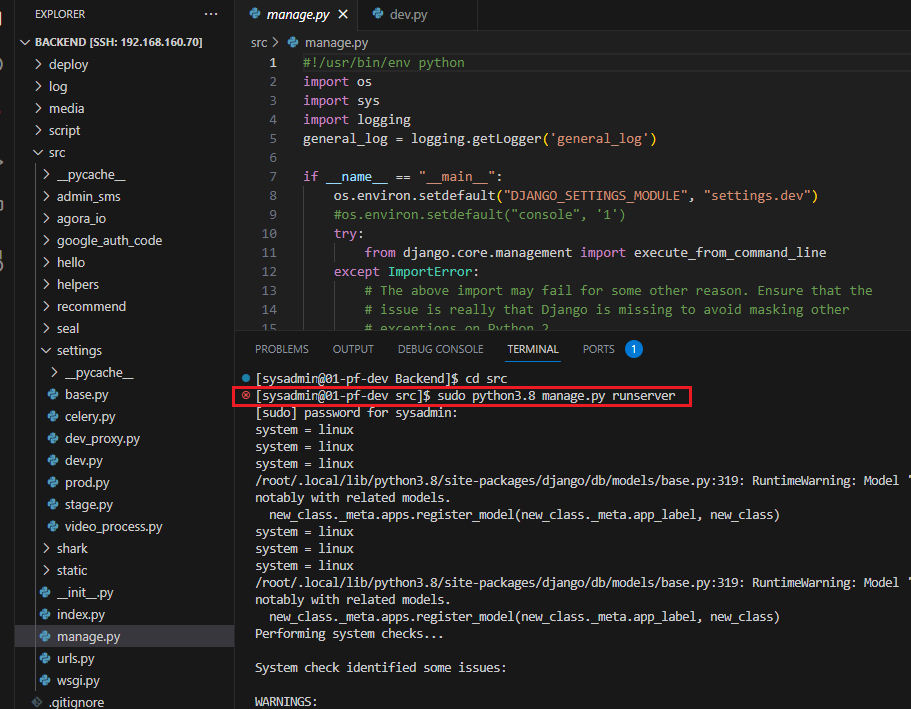 EXPLORER
BACKEND [SSH: 192.168.160.70]
deploy
log
media
script
src
__pycache__
admin_sms
agora_io
google_auth_code
hello
helpers
recommend
seal
settings
__pycache__
base.py
celery.py
dev_proxy.py
dev.py
prod.py
stage.py
video_process.py
shark
static
__init__.py
index.py
manage.py
urls.py
wsgi.py
.gitignore
manage.py
dev.py
src > manage.py
1 #!/usr/bin/env python
2 import os
3 import sys
4 import logging
5 general_log = logging.getLogger('general_log')
6
7 if __name__ == "__main__":
8 os.environ.setdefault("DJANGO_SETTINGS_MODULE", "settings.dev")
9 #os.environ.setdefault("console", '1')
10 try:
11 from django.core.management import execute_from_command_line
12 except ImportError:
13 # The above import may fail for some other reason. Ensure that the
14 # issue is really that Django is missing to avoid masking other
15 # exceptions on Python 2.
PROBLEMS OUTPUT DEBUG CONSOLE TERMINAL PORTS 1
[sysadmin@01-pf-dev Backend]$ cd src
[sysadmin@01-pf-dev src]$ sudo python3.8 manage.py runserver
[sudo] password for sysadmin:
system = linux
system = linux
system = linux
/root/.local/lib/python3.8/site-packages/django/db/models/base.py:319: RuntimeWarning: Model '
notably with related models.
new_class._meta.apps.register_model(new_class._meta.app_label, new_class)
system = linux
system = linux
system = linux
/root/.local/lib/python3.8/site-packages/django/db/models/base.py:319: RuntimeWarning: Model '
notably with related models.
new_class._meta.apps.register_model(new_class._meta.app_label, new_class)
Performing system checks...
System check identified some issues:
WARNINGS: